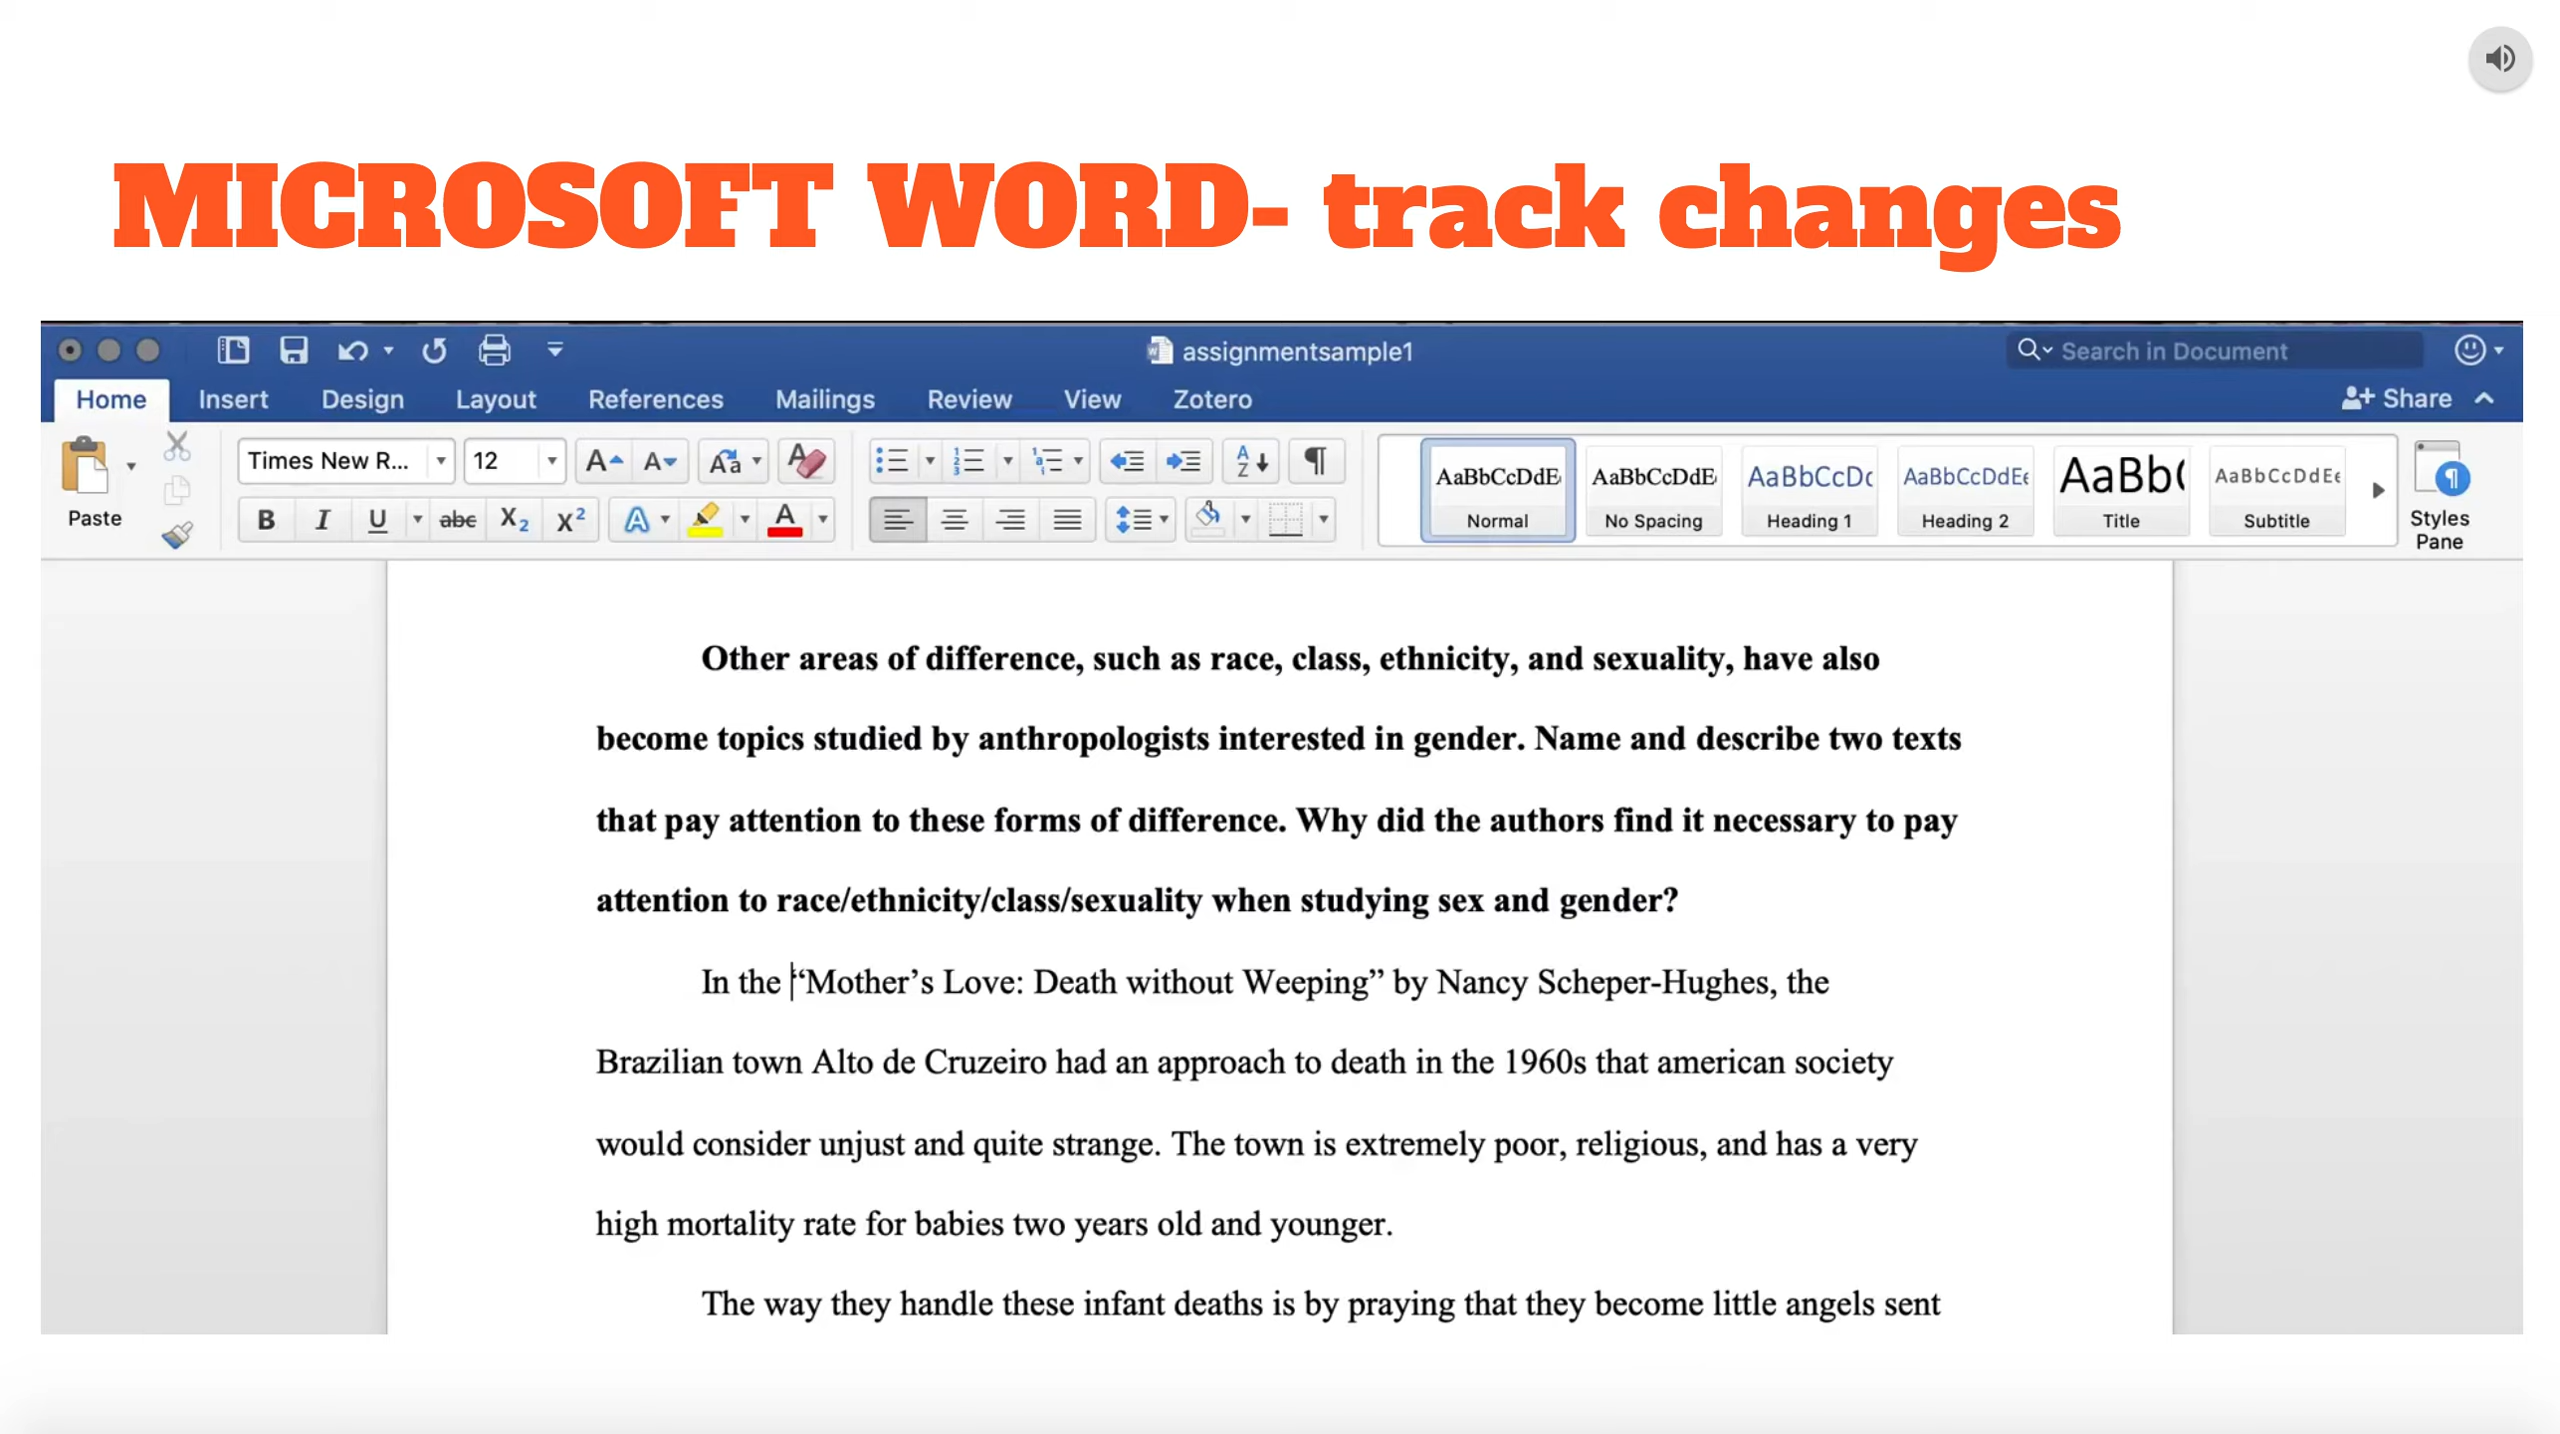 MICROSOFT WORD- track changes
assignmentsample1
Search in Document
Home Insert Design Layout References Mailings Review View Zotero
Share
Paste
Times New R... 12
AaBbCcDdE AaBbCcDdE AaBbCcDc AaBbCcDdEe AaBb( AaBbCcDdEe
Normal No Spacing Heading 1 Heading 2 Title Subtitle
Styles
Pane
Other areas of difference, such as race, class, ethnicity, and sexuality, have also
become topics studied by anthropologists interested in gender. Name and describe two texts
that pay attention to these forms of difference. Why did the authors find it necessary to pay
attention to race/ethnicity/class/sexuality when studying sex and gender?
In the “Mother’s Love: Death without Weeping” by Nancy Scheper-Hughes, the
Brazilian town Alto de Cruzeiro had an approach to death in the 1960s that american society
would consider unjust and quite strange. The town is extremely poor, religious, and has a very
high mortality rate for babies two years old and younger.
The way they handle these infant deaths is by praying that they become little angels sent